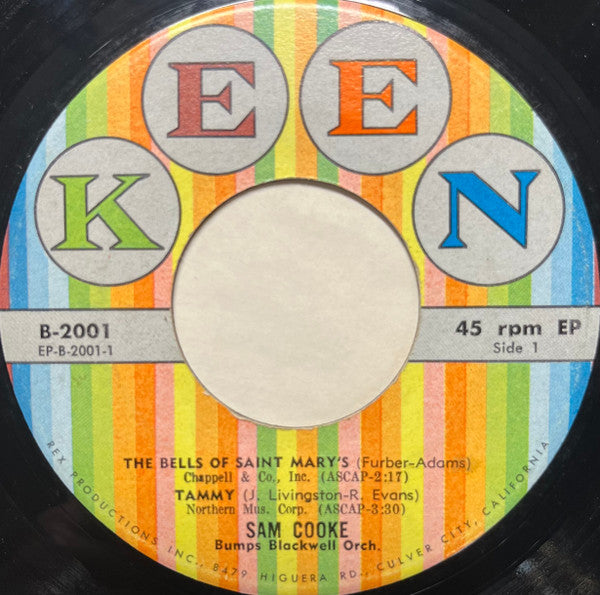 KEEN
B-2001
EP-B-2001-1
45 rpm EP
Side 1
THE BELLS OF SAINT MARY'S (Furber-Adams)
Chappell & Co., Inc. (ASCAP-2:17)
TAMMY (J. Livingston-R. Evans)
Northern Mus. Corp. (ASCAP-3:30)
SAM COOKE
Bumps Blackwell Orch.
REX PRODUCTIONS INC., 8479 HIGUERA RD., CULVER CITY, CALIFORNIA